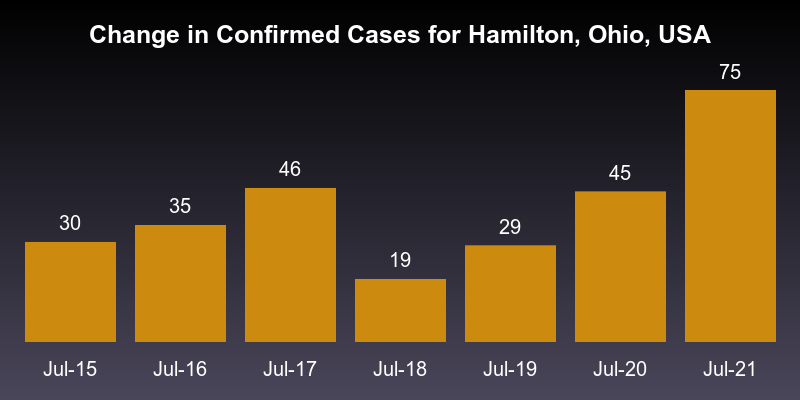 Change in Confirmed Cases for Hamilton, Ohio, USA
30 35 46 19 29 45 75
Jul-15 Jul-16 Jul-17 Jul-18 Jul-19 Jul-20 Jul-21